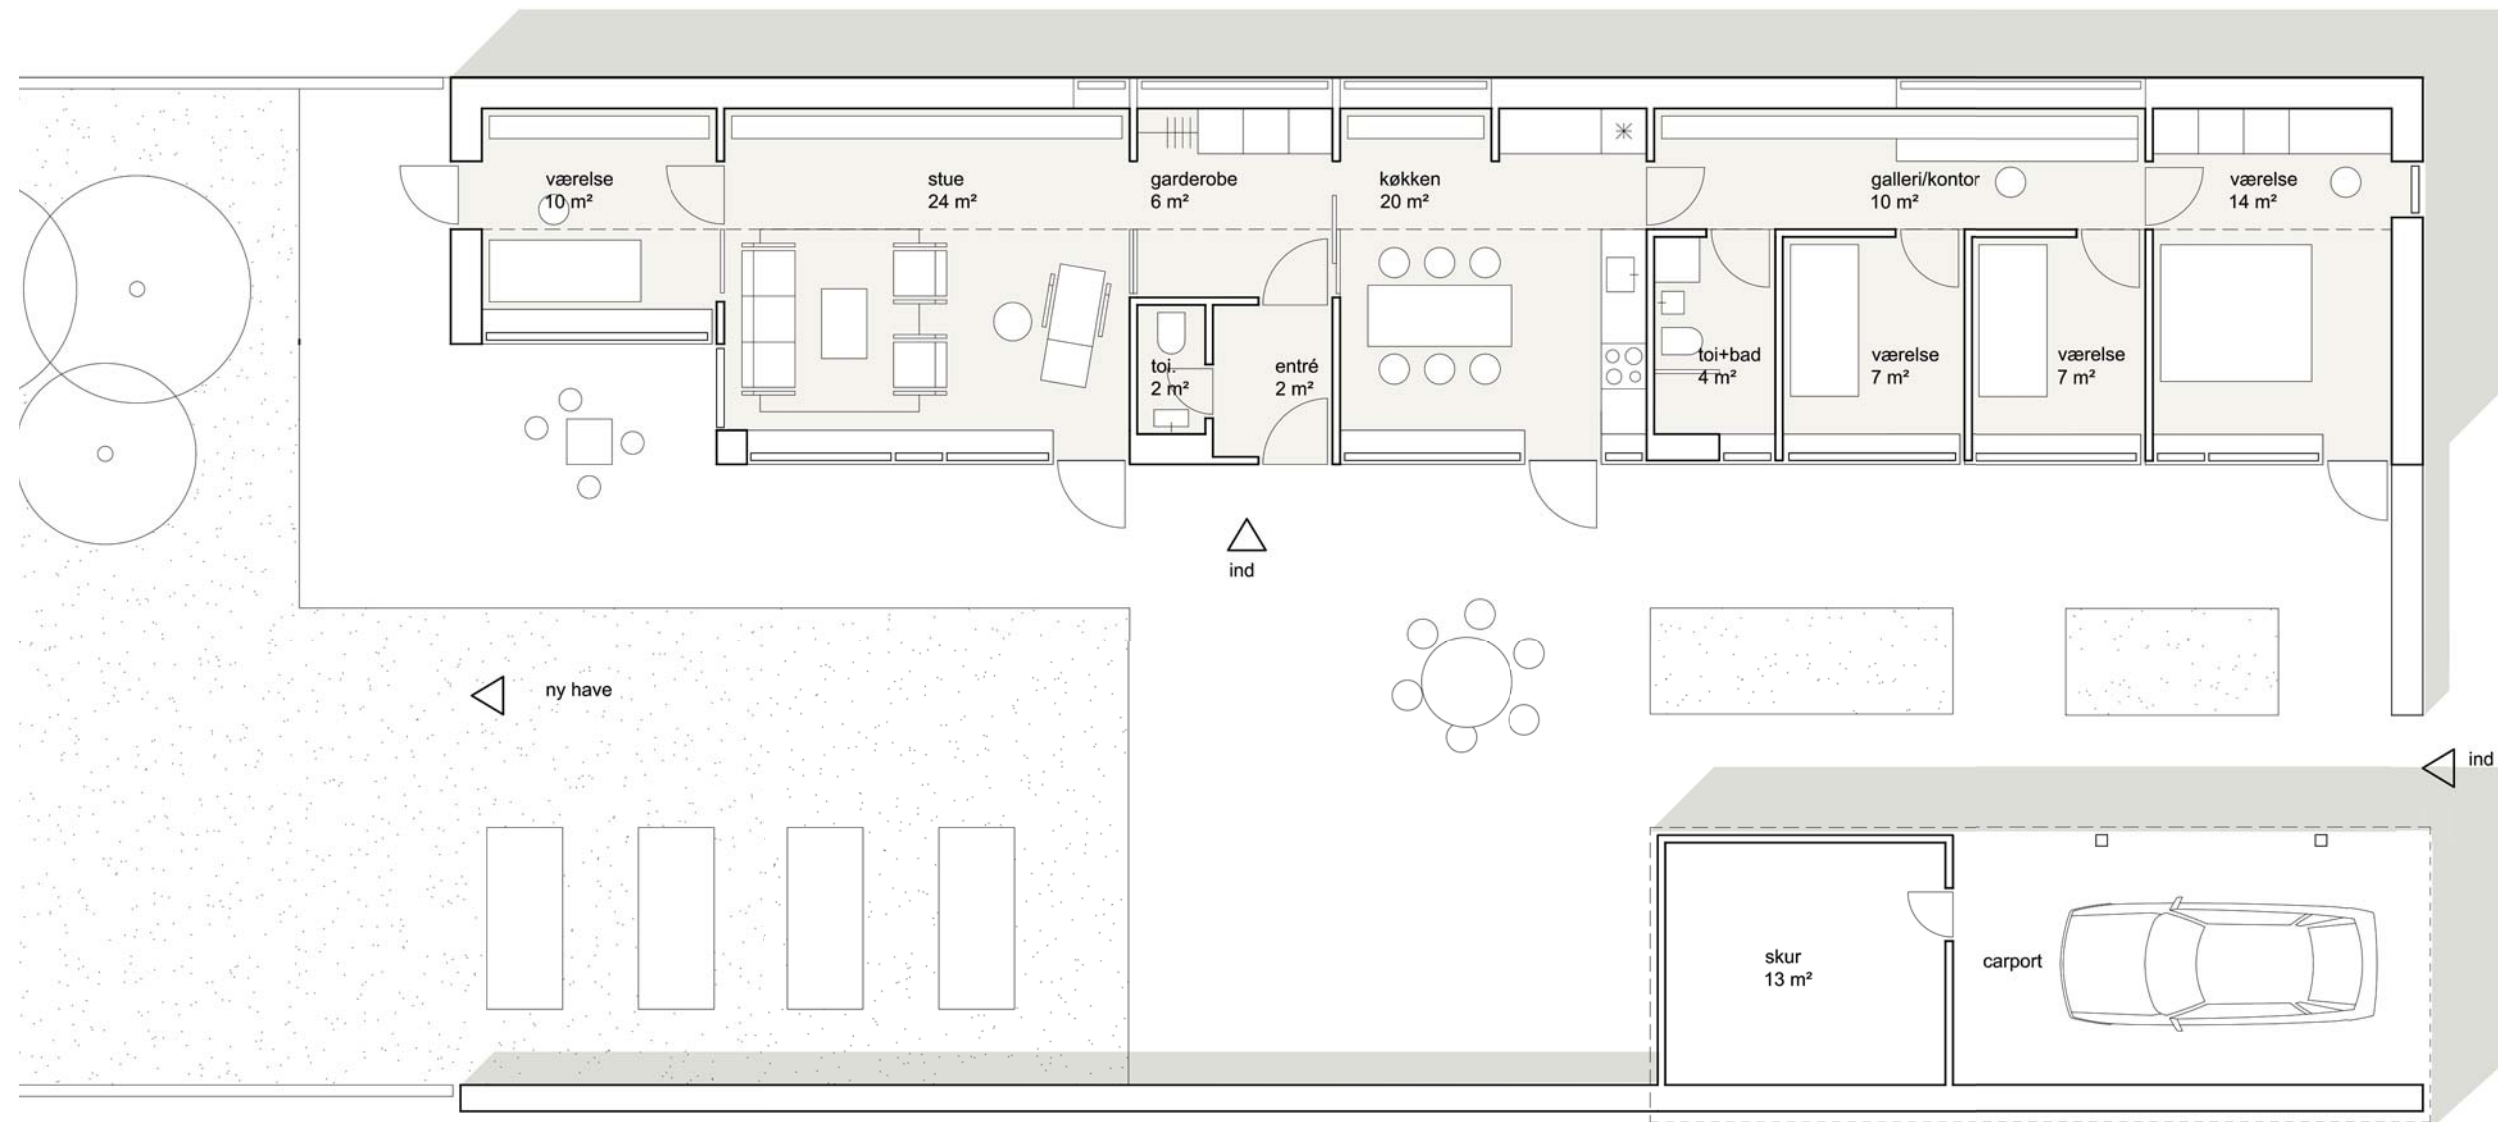 værelse
10 m²
stue
24 m²
garderobe
6 m²
køkken
20 m²
galleri/kontor
10 m²
værelse
14 m²
toi.
2 m²
entré
2 m²
toi+bad
4 m²
værelse
7 m²
værelse
7 m²
ind
ny have
ind
skur
13 m²
carport